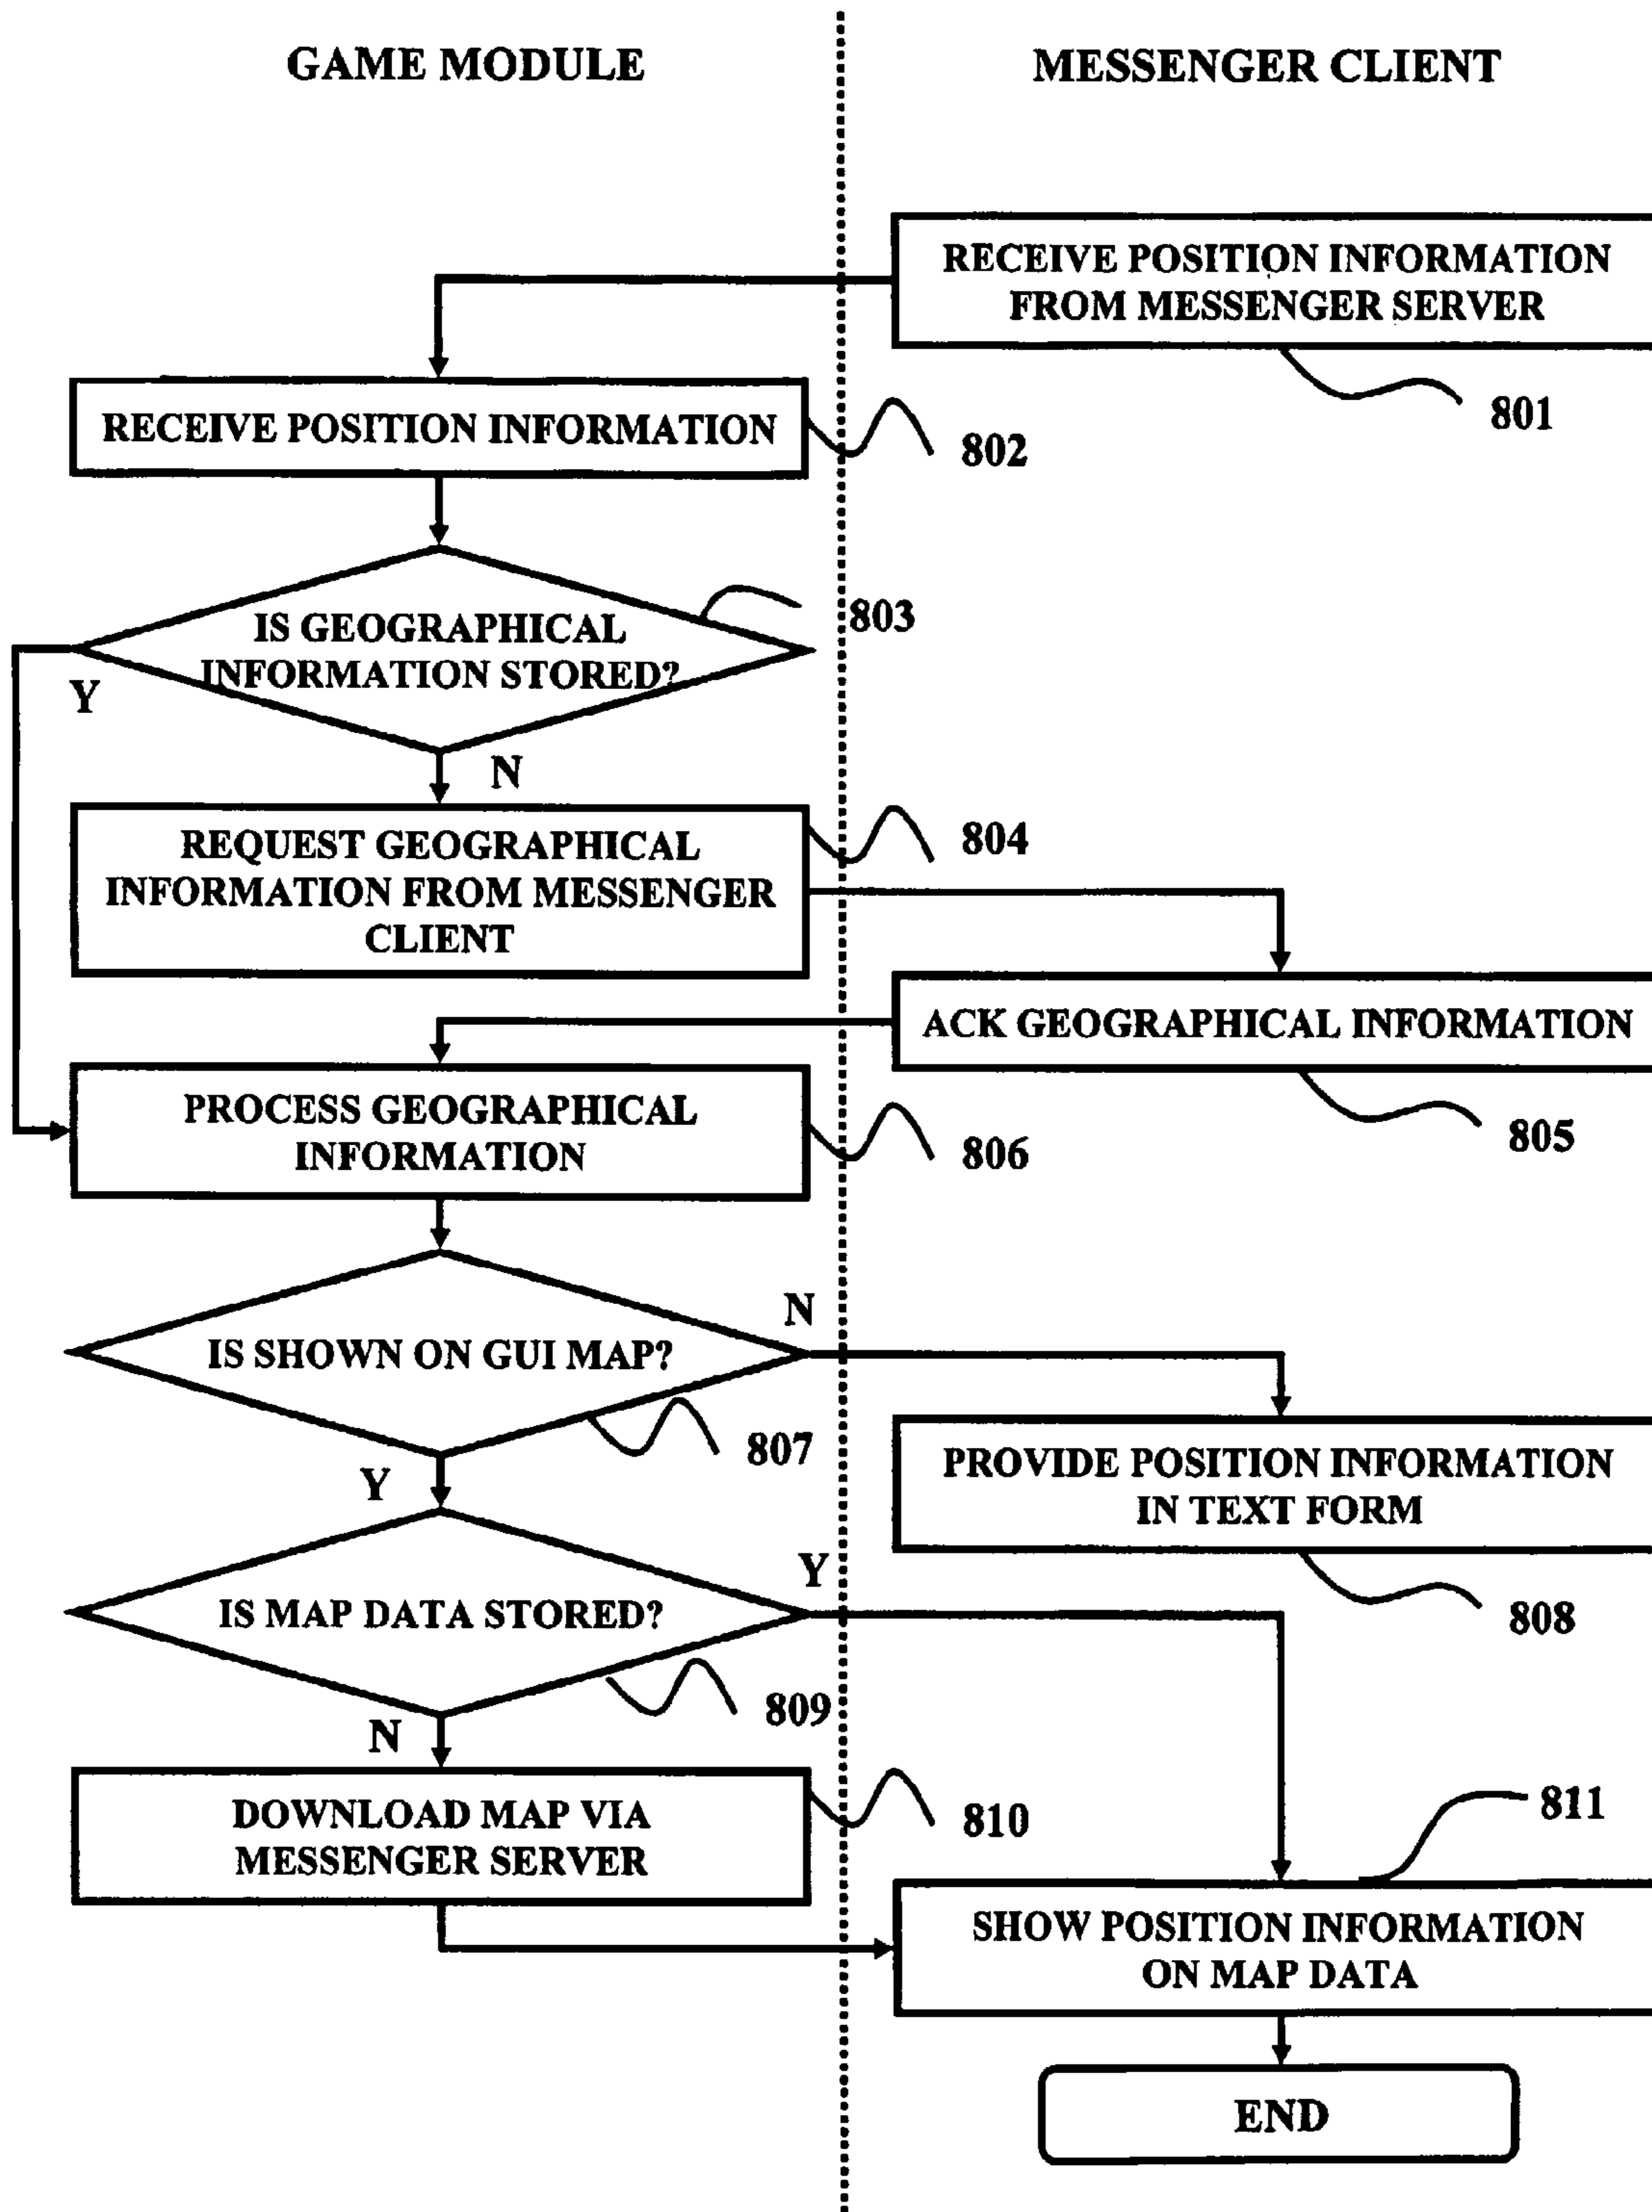 GAME MODULE
MESSENGER CLIENT
RECEIVE POSITION INFORMATION
FROM MESSENGER SERVER
801
RECEIVE POSITION INFORMATION
802
IS GEOGRAPHICAL
INFORMATION STORED?
803
Y
N
REQUEST GEOGRAPHICAL
INFORMATION FROM MESSENGER
CLIENT
804
ACK GEOGRAPHICAL INFORMATION
805
PROCESS GEOGRAPHICAL
INFORMATION
806
IS SHOWN ON GUI MAP?
N
807
Y
PROVIDE POSITION INFORMATION
IN TEXT FORM
808
IS MAP DATA STORED?
Y
809
N
DOWNLOAD MAP VIA
MESSENGER SERVER
810
811
SHOW POSITION INFORMATION
ON MAP DATA
END